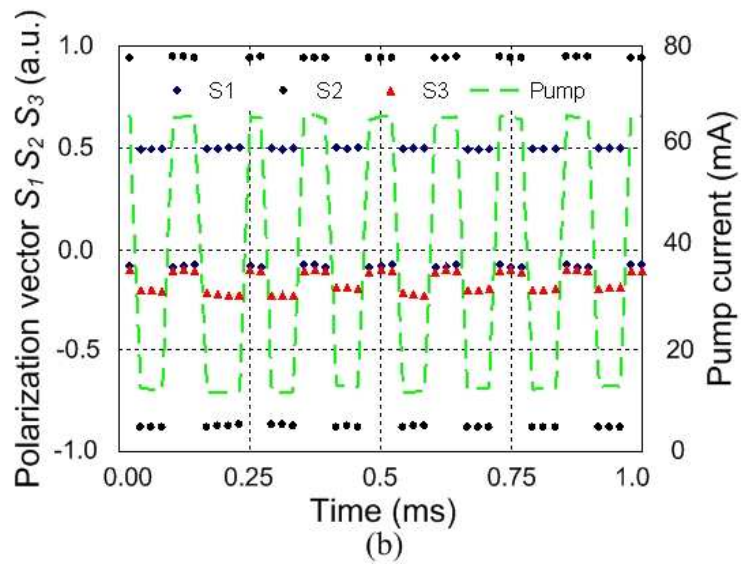 Polarization vector S1 S2 S3 (a.u.)
1.0
0.5
0.0
-0.5
-1.0
S1 S2 S3 Pump
80
60
40
20
0
Pump current (mA)
0.00 0.25 0.5 0.75 1.0
Time (ms)
(b)